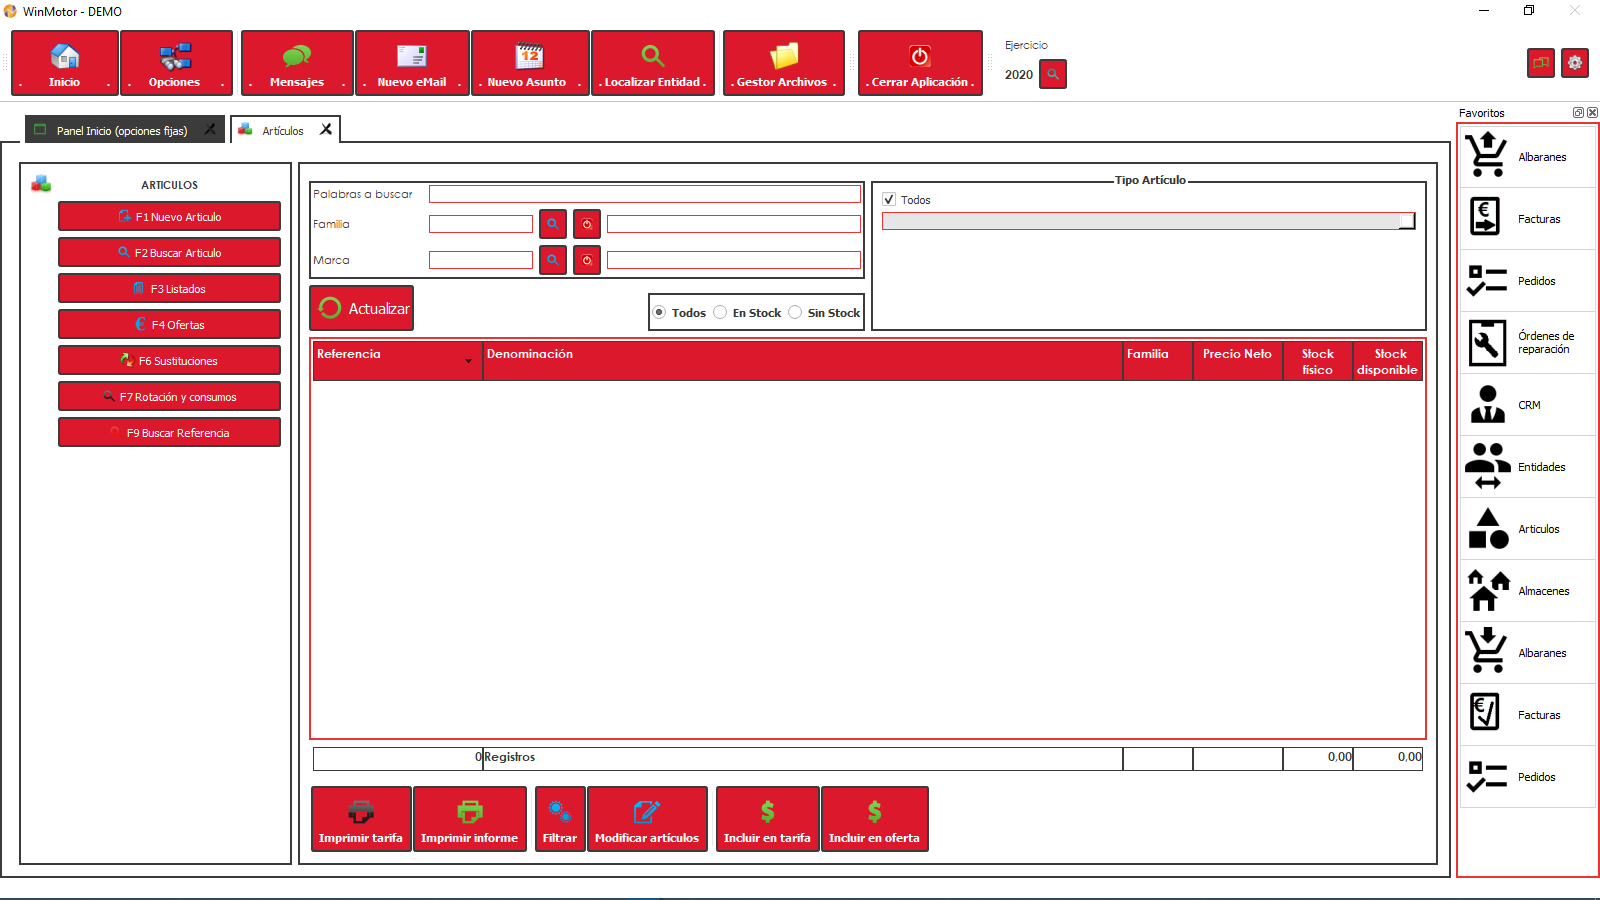 WinMotor - DEMO
. Inicio .
. Opciones .
. Mensajes .
. Nuevo eMail .
. Nuevo Asunto .
. Localizar Entidad .
. Gestor Archivos .
. Cerrar Aplicación .
Ejercicio
2020
Panel Inicio (opciones fijas)
Artículos
Favoritos
ARTICULOS
F1 Nuevo Articulo
F2 Buscar Articulo
F3 Listados
F4 Ofertas
F6 Sustituciones
F7 Rotación y consumos
F9 Buscar Referencia
Palabras a buscar
Familia
Marca
Tipo Artículo
Todos
Actualizar
Todos
En Stock
Sin Stock
Referencia
Denominación
Familia
Precio Neto
Stock físico
Stock disponible
0 Registros
0,00
0,00
Imprimir tarifa
Imprimir informe
Filtrar
Modificar artículos
Incluir en tarifa
Incluir en oferta
Albaranes
Facturas
Pedidos
Órdenes de
reparación
CRM
Entidades
Articulos
Almacenes
Albaranes
Facturas
Pedidos